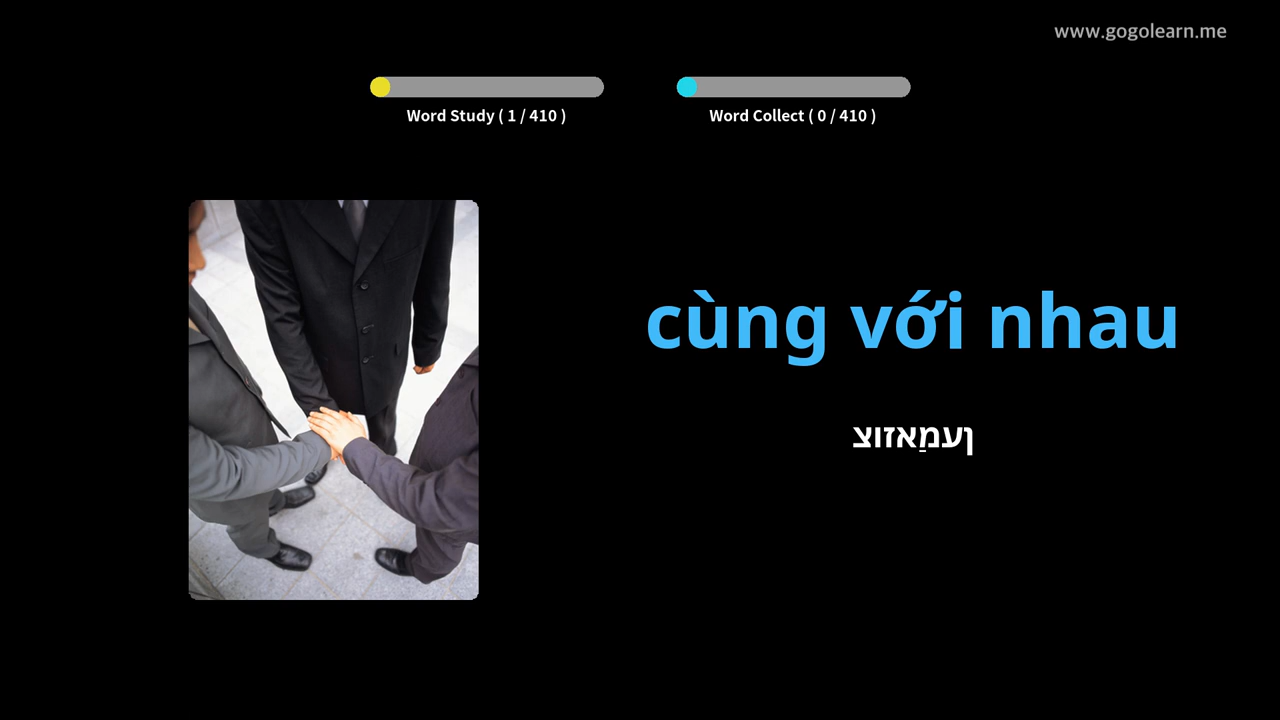 www.gogolearn.me
Word Study ( 1 / 410 )
Word Collect ( 0 / 410 )
cùng với nhau
צוזאַמען